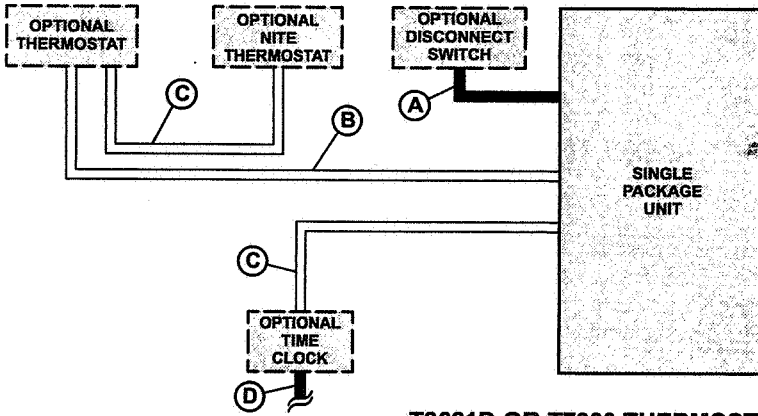 OPTIONAL
THERMOSTAT
OPTIONAL
NITE
THERMOSTAT
OPTIONAL
DISCONNECT
SWITCH
C
A
B
SINGLE
PACKAGE
UNIT
C
OPTIONAL
TIME
CLOCK
D